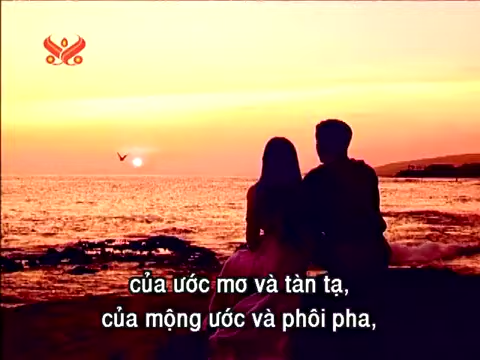 của ước mơ và tàn tạ,
của mộng ước và phôi pha,